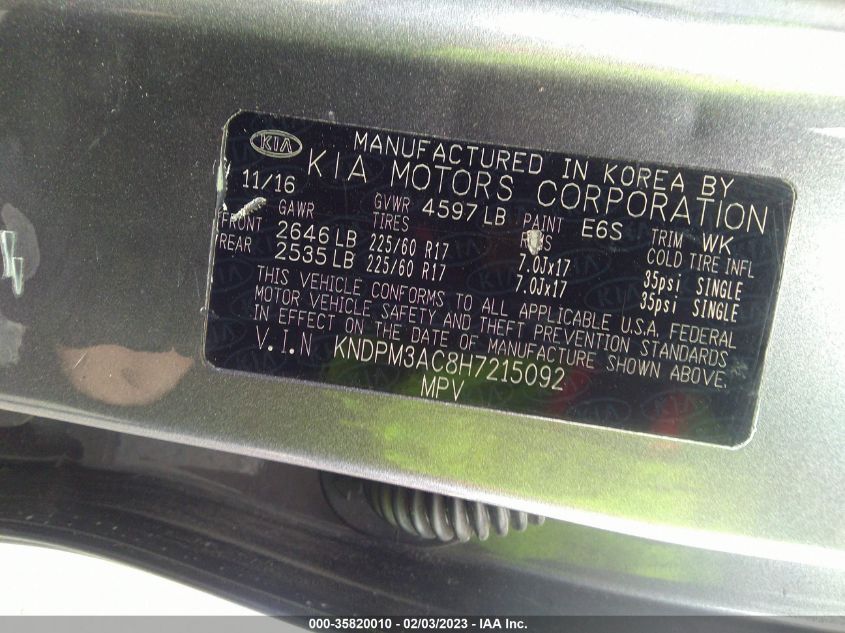 KIA
MANUFACTURED IN KOREA BY
KIA MOTORS CORPORATION
11/16
GAWR GVWR 4597 LB PAINT E6S TRIM WK
TIRES COLD TIRE INFL
FRONT 2646 LB 225/60 R17 7.0Jx17 35psi SINGLE
REAR 2535 LB 225/60 R17 7.0Jx17 35psi SINGLE
THIS VEHICLE CONFORMS TO ALL APPLICABLE U.S.A. FEDERAL
MOTOR VEHICLE SAFETY AND THEFT PREVENTION STANDARDS
IN EFFECT ON THE DATE OF MANUFACTURE SHOWN ABOVE.
V.I.N KNDPM3AC8H7215092
MPV
000-35820010 - 02/03/2023 - IAA Inc.